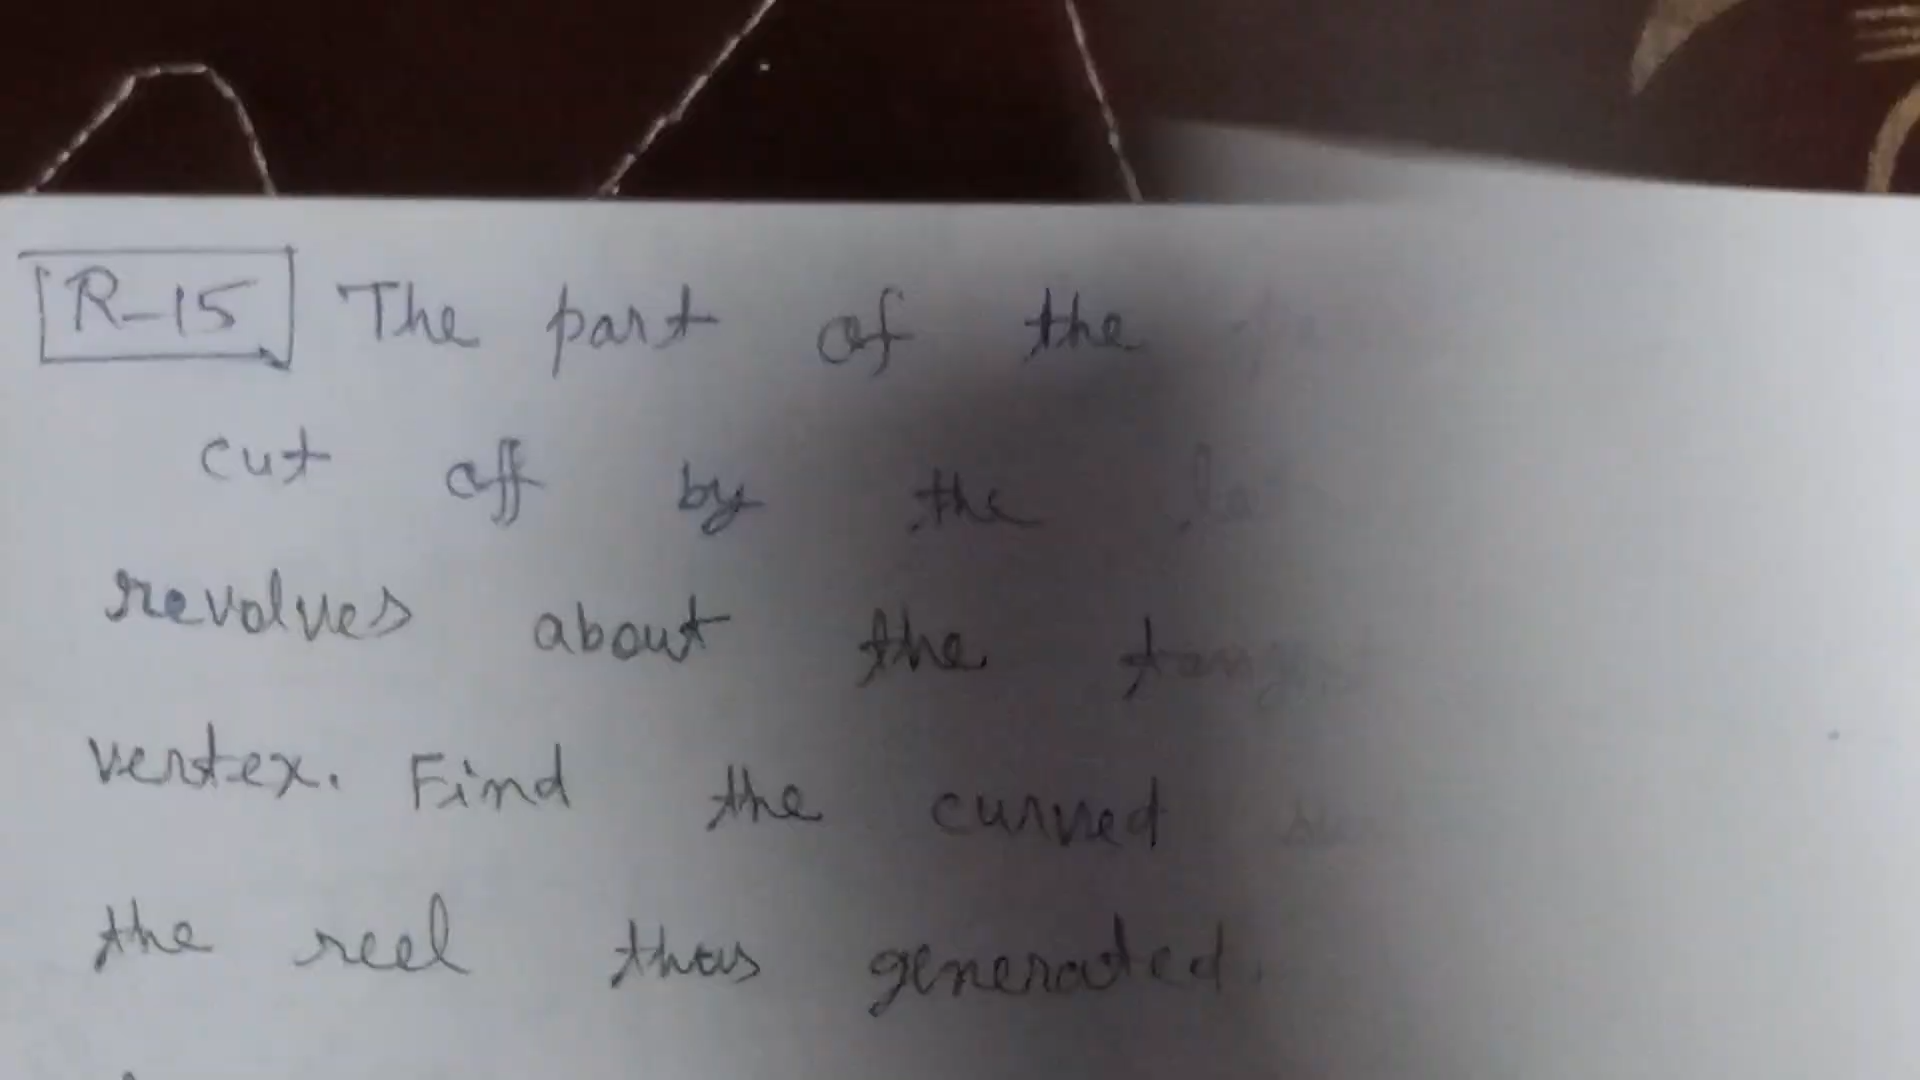 R-15 The part of the
cut off by the
revolves about the tangent
vertex. Find the curved
the reel thus generated.